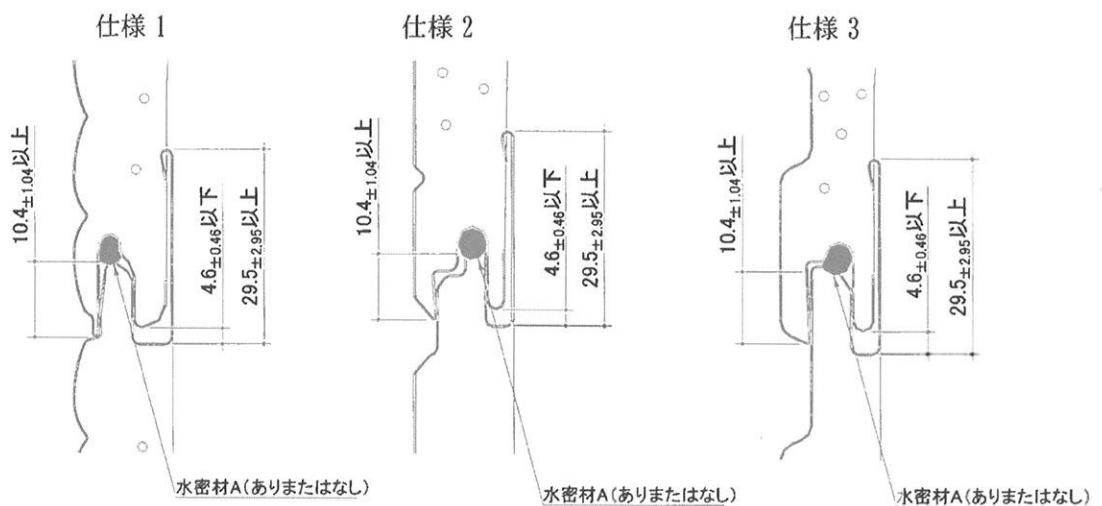 仕様 1
仕様 2
仕様 3
10.4±1.04以上
4.6±0.46以下
29.5±2.95以上
10.4±1.04以上
4.6±0.46以下
29.5±2.95以上
10.4±1.04以上
4.6±0.46以下
29.5±2.95以上
水密材A(ありまたはなし)
水密材A(ありまたはなし)
水密材A(ありまたはなし)